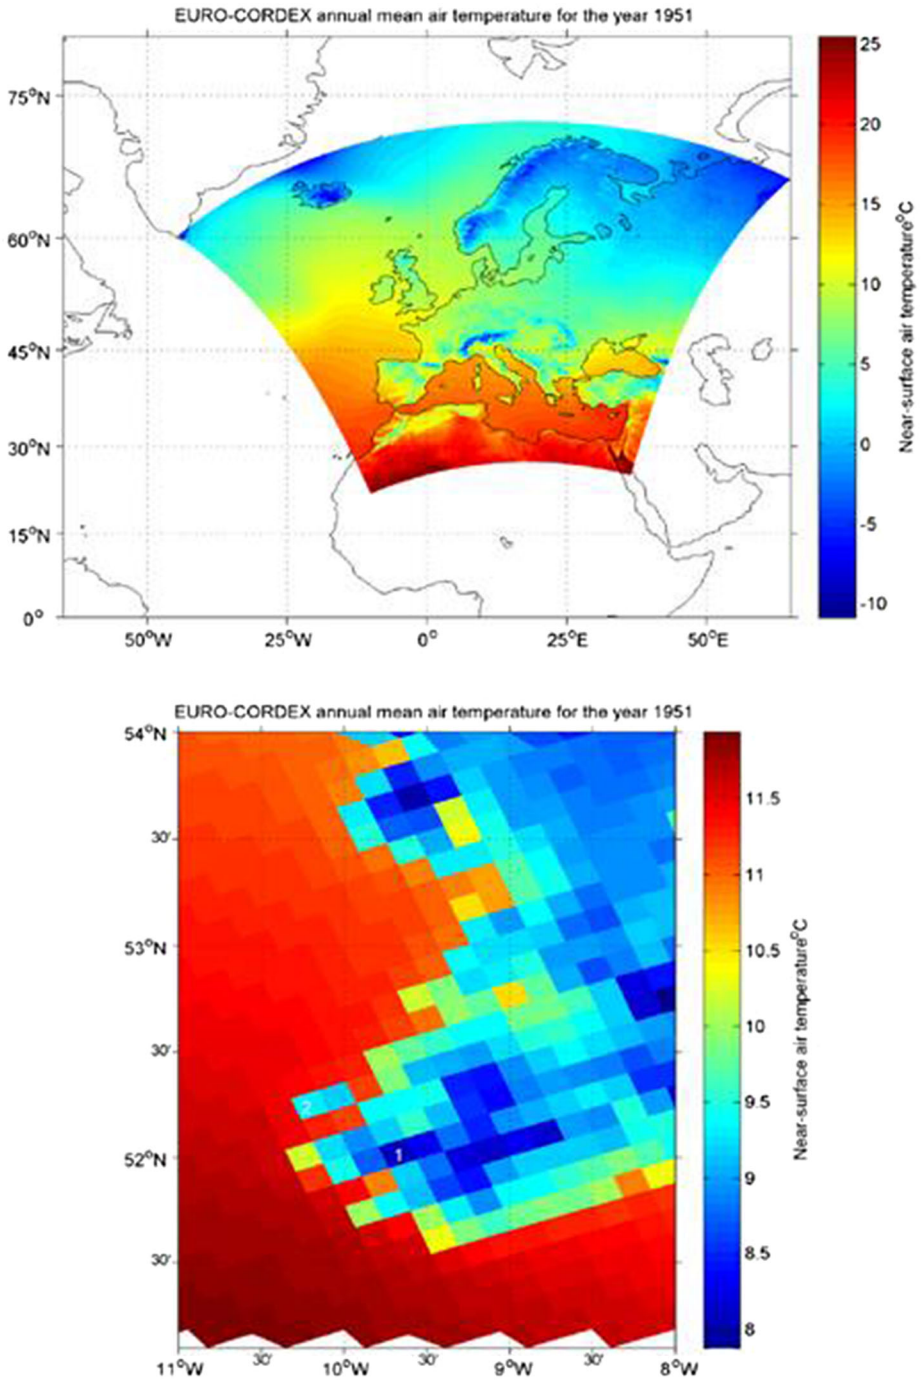 EURO-CORDEX annual mean air temperature for the year 1951
75°N
60°N
45°N
30°N
15°N
0°
50°W
25°W
0°
25°E
50°E
25
20
15
10
5
0
-5
-10
Near-surface air temperature°C
EURO-CORDEX annual mean air temperature for the year 1951
54°N
30'
53°N
30'
52°N
30'
2
1
11°W
30'
10°W
30'
9°W
30'
8°W
11.5
11
10.5
10
9.5
9
8.5
8
Near-surface air temperature°C